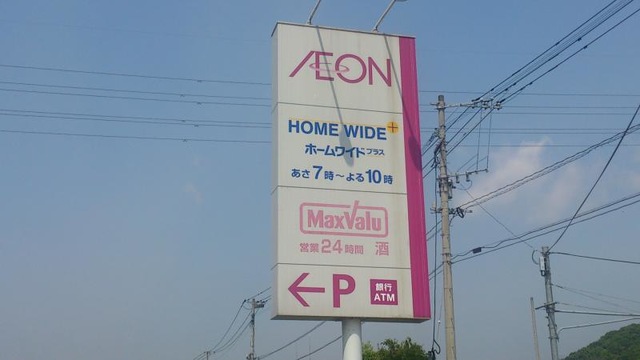 ÆON
HOME WIDE+
ホームワイドプラス
あさ7時～よる10時
MaxValu
営業24時間 酒
←P 銀行
ATM